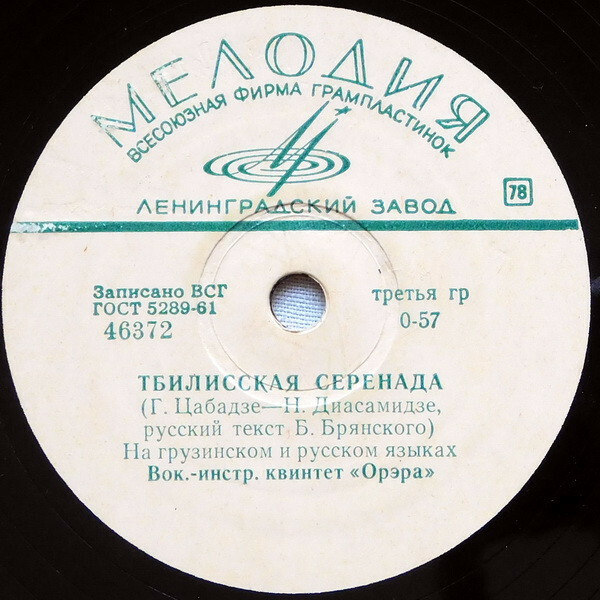 МЕЛОДИЯ
ВСЕСОЮЗНАЯ ФИРМА ГРАМПЛАСТИНОК
ЛЕНИНГРАДСКИЙ ЗАВОД
78
Записано ВСГ
ГОСТ 5289-61
46372
третья гр
0-57
ТБИЛИССКАЯ СЕРЕНАДА
(Г. Цабадзе—Н. Диасамидзе,
русский текст Б. Брянского)
На грузинском и русском языках
Вок.-инстр. квинтет «Орэра»